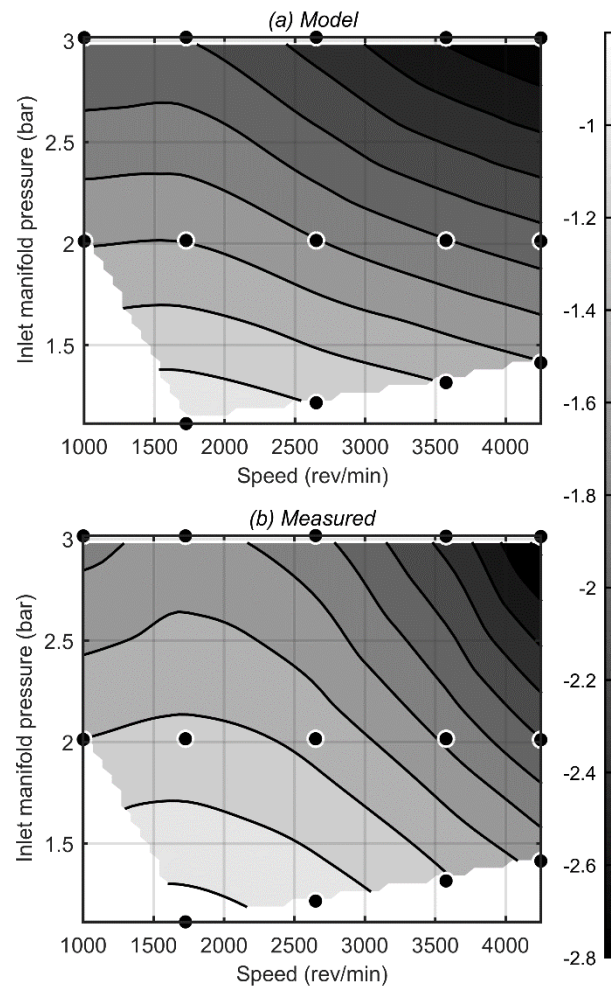 (a) Model
3
2.5
2
1.5
Inlet manifold pressure (bar)
1000 1500 2000 2500 3000 3500 4000
Speed (rev/min)
(b) Measured
3
2.5
2
1.5
Inlet manifold pressure (bar)
1000 1500 2000 2500 3000 3500 4000
Speed (rev/min)
-1
-1.2
-1.4
-1.6
-1.8
-2
-2.2
-2.4
-2.6
-2.8